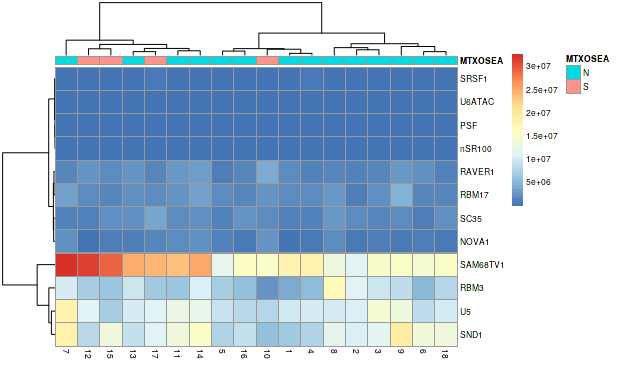 MTXOSEA
SRSF1
U6ATAC
PSF
nSR100
RAVER1
RBM17
SC35
NOVA1
SAM68TV1
RBM3
U5
SND1
7 12 15 13 17 11 14 5 16 10 1 4 8 2 3 9 6 18
3e+07
2.5e+07
2e+07
1.5e+07
1e+07
5e+06
MTXOSEA
N
S